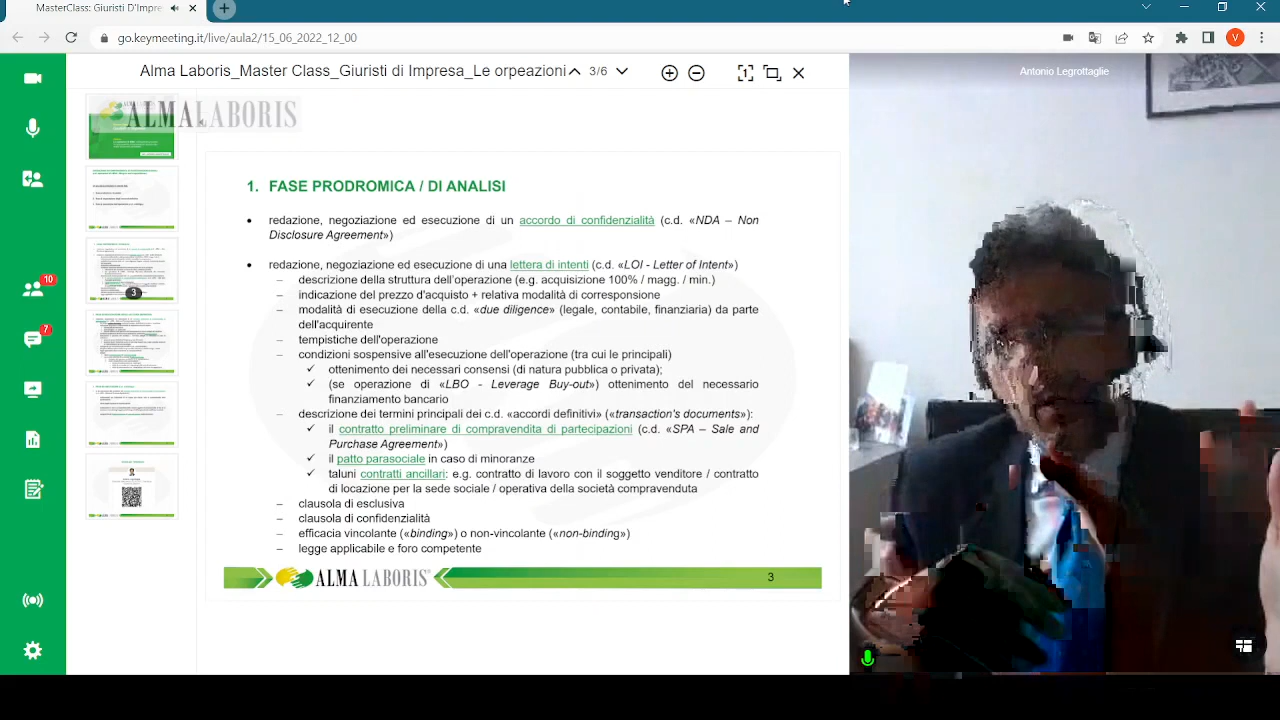 MasterClass "Giuristi di Im
go.keymeeting.it/live/aula2/15_06_2022_12_00
V
Alma Laboris_Master Class_Giuristi di Impresa_Le orpeazioni
3/6
Antonio Legrottaglie
ALMALABORIS
10
7
3
1. FASE PRODROMICA / DI ANALISI
redazione, negoziazione ed esecuzione di un accordo di confidenzialità (c.d. «NDA – Non
Disclosure Agreement»)
redazione, negoziazione ed esecuzione di una lettera di intenti (c.d. «LOI - Letter of Intent»)
– descrizione della struttura dell'operazione (e.g. acquisizione 100% / magg. / min.)
– indicazione del prezzo d'acquisto + relativa modalità di corresponsione
– modalità di esecuzione della c.d. «due diligence» (legale, contabile, finanziaria) da parte
dell'acquirente
– tempistiche dell'operazione
– condizioni sospensive all'esecuzione dell'operazione (tra cui le principali)
ottenimento dei necessari consensi (di natura pubblica o privata);
✓ (se operazione di «LBO - Leveraged Buy-out») ottenimento del necessario
finanziamento bancario
– definizione dei termini principali dei c.d. «accordi definitivi» («transaction's documents»):
✓ il contratto preliminare di compravendita di partecipazioni (c.d. «SPA – Sale and
Purchase Agreement»)
✓ il patto parasociale in caso di minoranze
✓ taluni contratti ancillari: e.g. contratto di lavoro con il soggetto venditore / contratto
di locazione per la sede sociale / operativa della società compravenduta
– clausola di esclusiva
– clausola di confidenzialità
– efficacia vincolante («binding») o non-vincolante («non-binding»)
– legge applicabile e foro competente
ALMA LABORIS
3